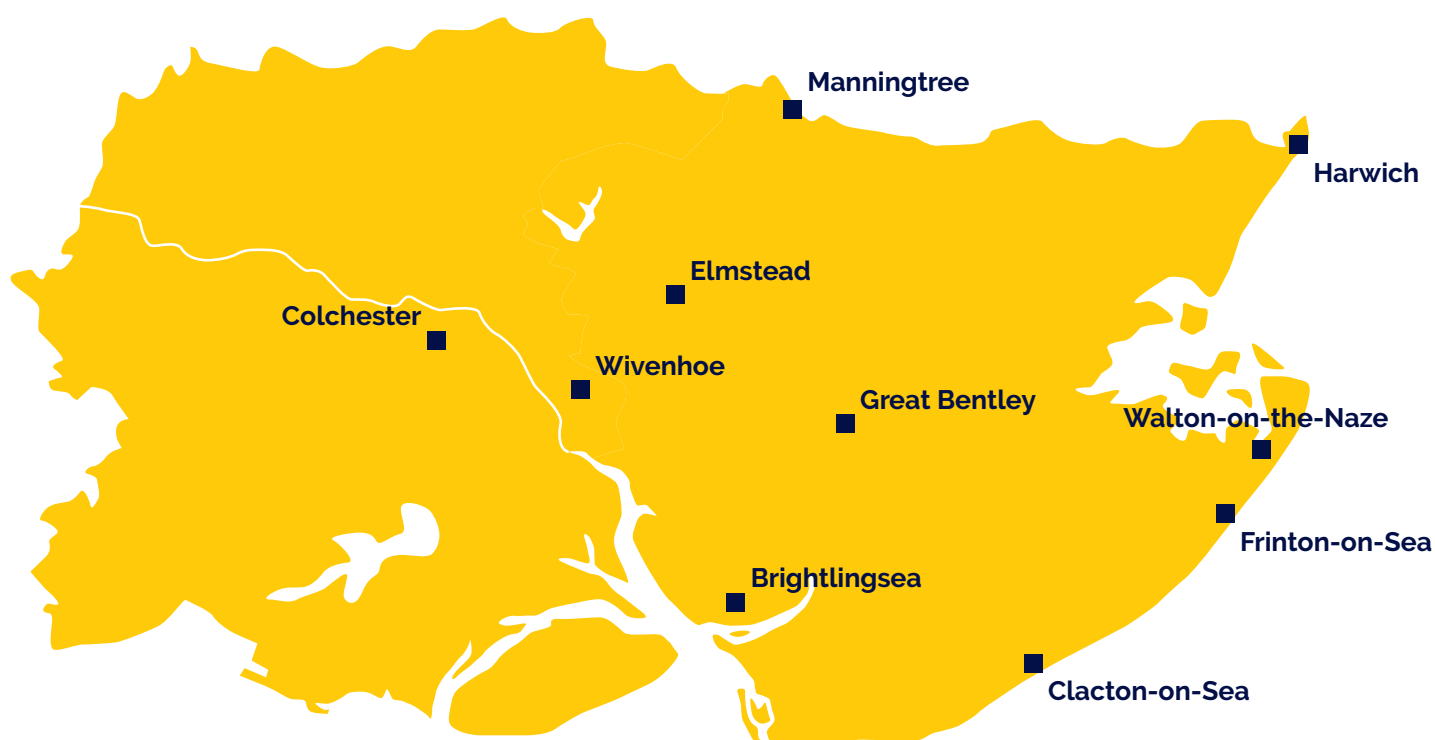 Manningtree
Harwich
Elmstead
Colchester
Wivenhoe
Great Bentley
Walton-on-the-Naze
Frinton-on-Sea
Brightlingsea
Clacton-on-Sea